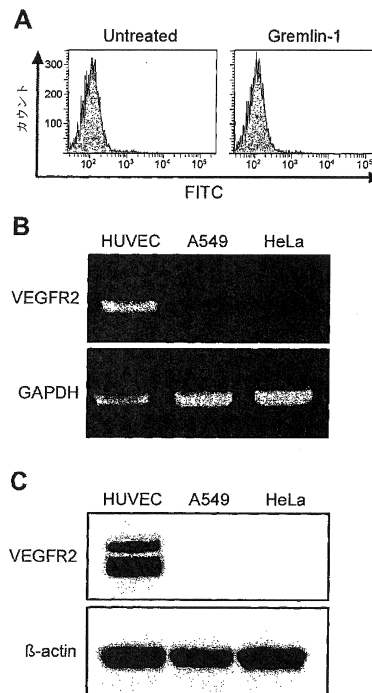 A
Untreated Gremlin-1
300
200
100
カウント
10² 10³ 10⁴ 10⁵ 10² 10³ 10⁴ 10⁵
FITC
B
HUVEC A549 HeLa
VEGFR2
GAPDH
C
HUVEC A549 HeLa
VEGFR2
ß-actin